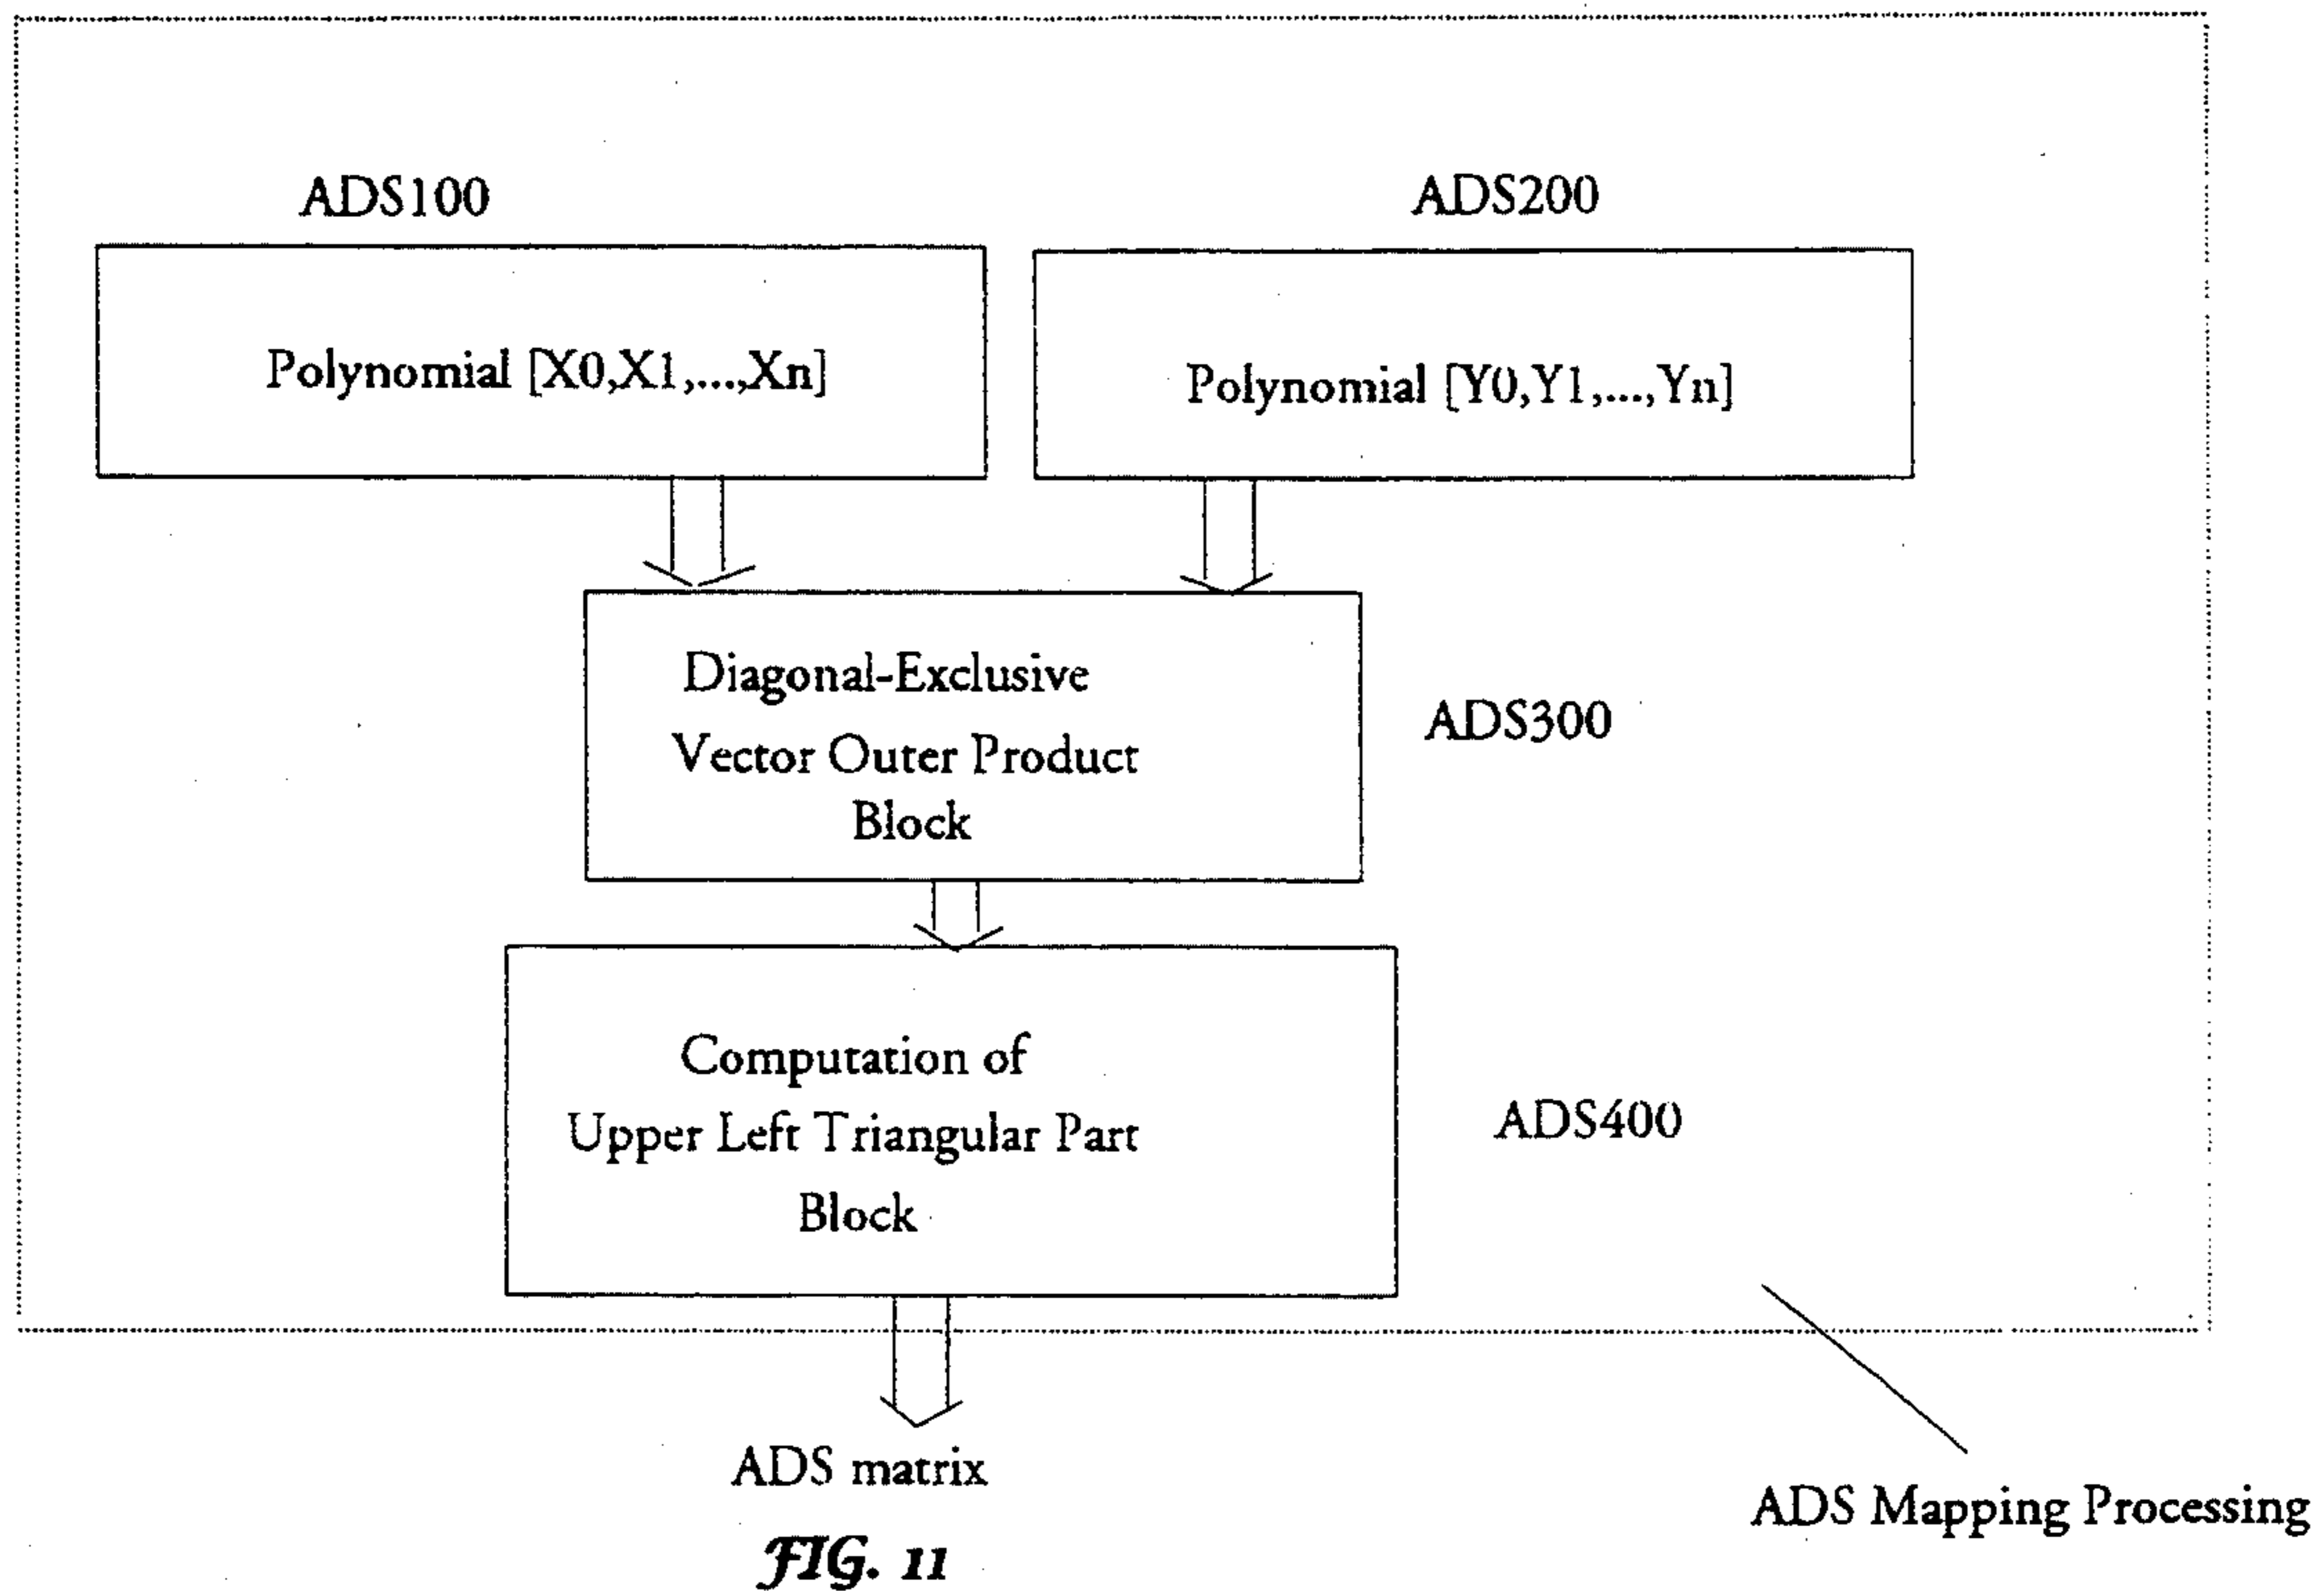 ADS100
ADS200
Polynomial [X0,X1,...,Xn]
Polynomial [Y0,Y1,...,Yn]
Diagonal-Exclusive
Vector Outer Product
Block
ADS300
Computation of
Upper Left Triangular Part
Block
ADS400
ADS matrix
ADS Mapping Processing
FIG. 11